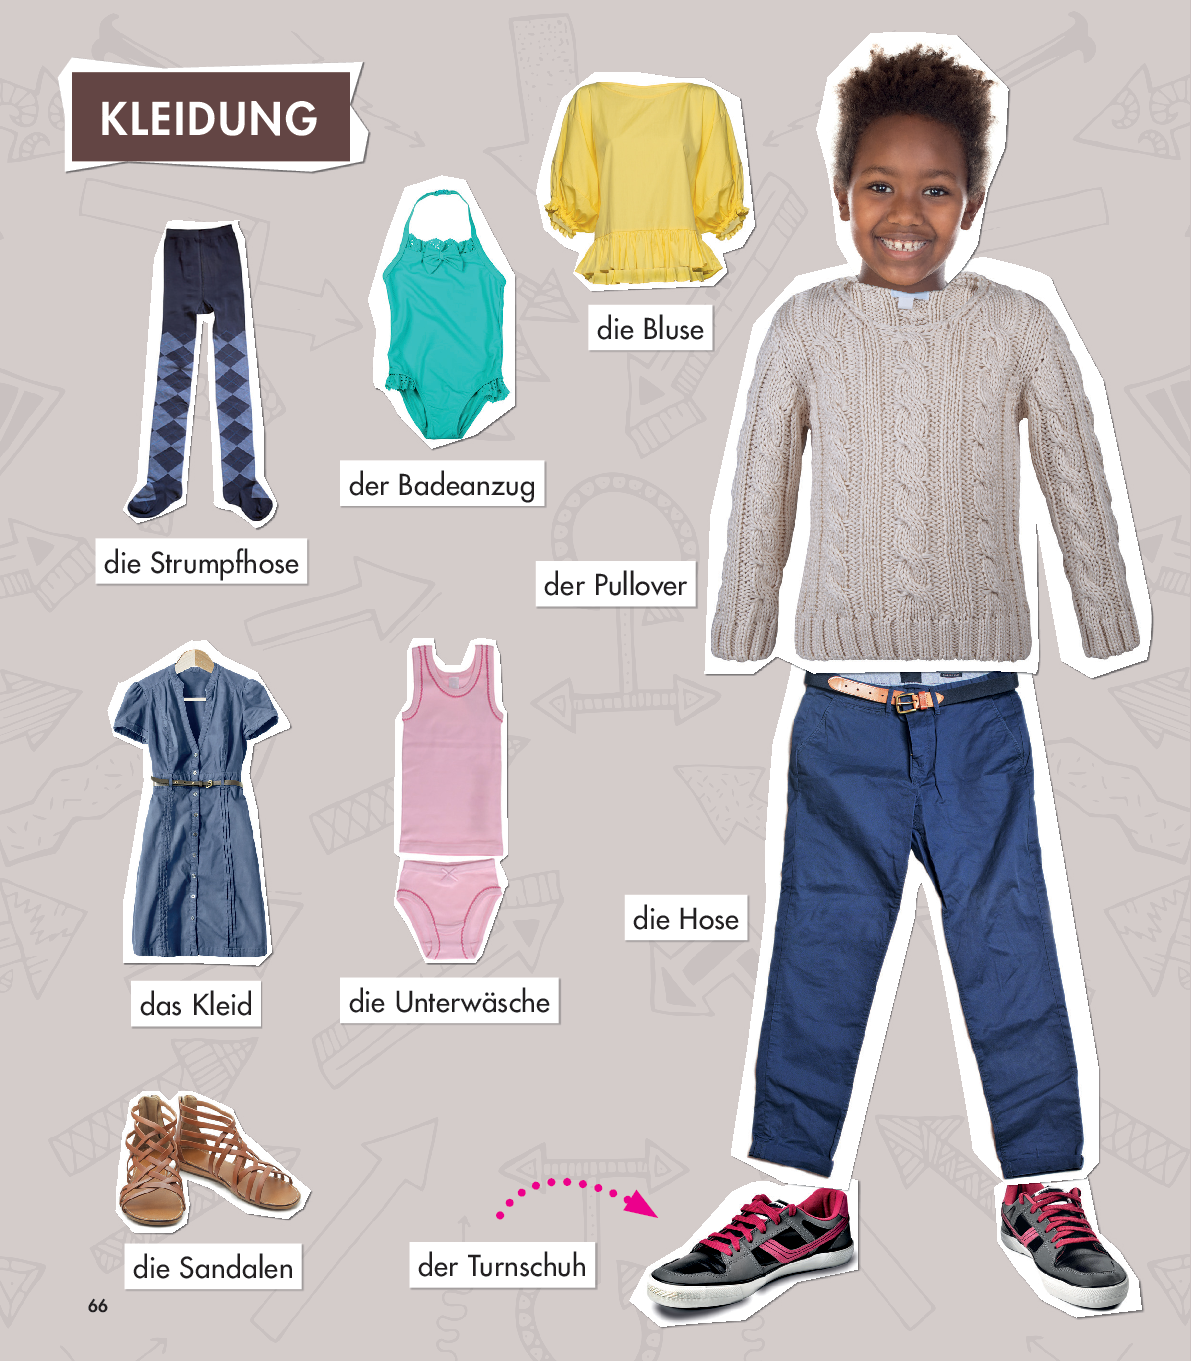 KLEIDUNG
die Bluse
der Badeanzug
die Strumpfhose
der Pullover
das Kleid
die Unterwäsche
die Hose
die Sandalen
der Turnschuh
66